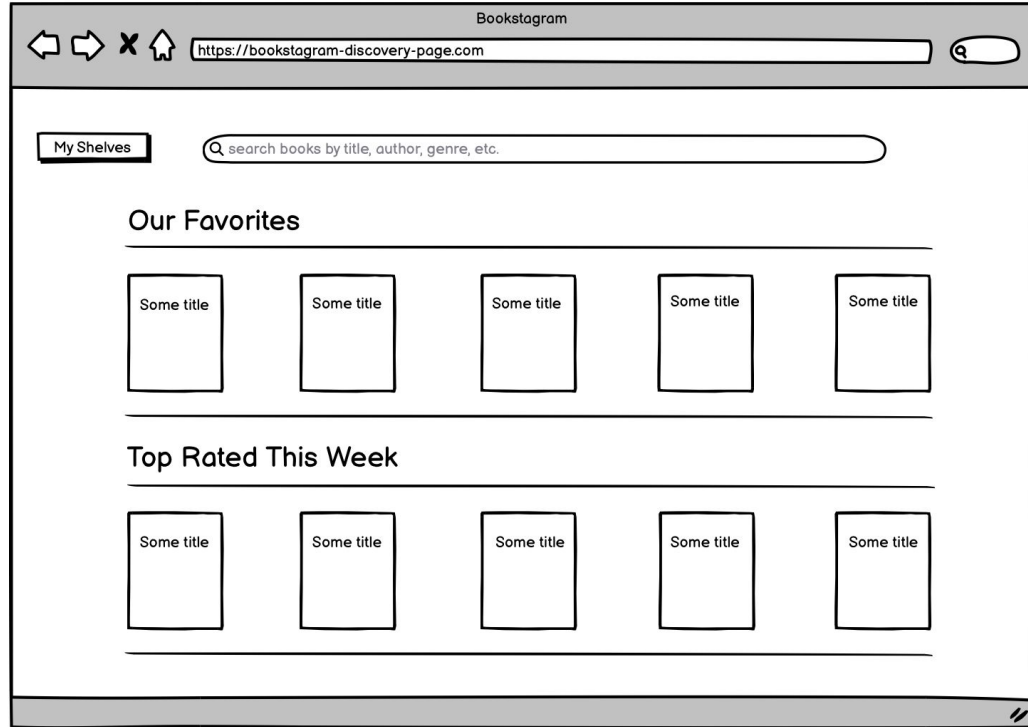 Bookstagram
https://bookstagram-discovery-page.com
My Shelves
search books by title, author, genre, etc.
Our Favorites
Some title Some title Some title Some title Some title
Top Rated This Week
Some title Some title Some title Some title Some title